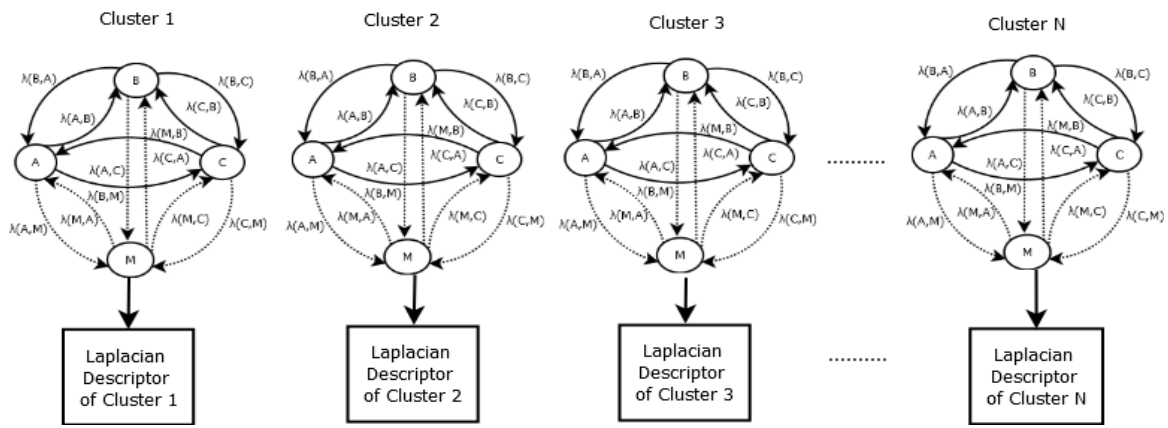 Cluster 1
B
λ(B,A)
λ(B,C)
λ(A,B)
λ(C,B)
λ(M,B)
A
C
λ(A,C)
λ(C,A)
λ(B,M)
λ(A,M)
λ(M,A)
λ(M,C)
λ(C,M)
M
Laplacian
Descriptor
of Cluster 1
Cluster 2
B
λ(B,A)
λ(B,C)
λ(A,B)
λ(C,B)
λ(M,B)
A
C
λ(A,C)
λ(C,A)
λ(B,M)
λ(A,M)
λ(M,A)
λ(M,C)
λ(C,M)
M
Laplacian
Descriptor
of Cluster 2
Cluster 3
B
λ(B,A)
λ(B,C)
λ(A,B)
λ(C,B)
λ(M,B)
A
C
λ(A,C)
λ(C,A)
λ(B,M)
λ(A,M)
λ(M,A)
λ(M,C)
λ(C,M)
M
Laplacian
Descriptor
of Cluster 3
..........
..........
Cluster N
B
λ(B,A)
λ(B,C)
λ(A,B)
λ(C,B)
λ(M,B)
A
C
λ(A,C)
λ(C,A)
λ(B,M)
λ(A,M)
λ(M,A)
λ(M,C)
λ(C,M)
M
Laplacian
Descriptor
of Cluster N